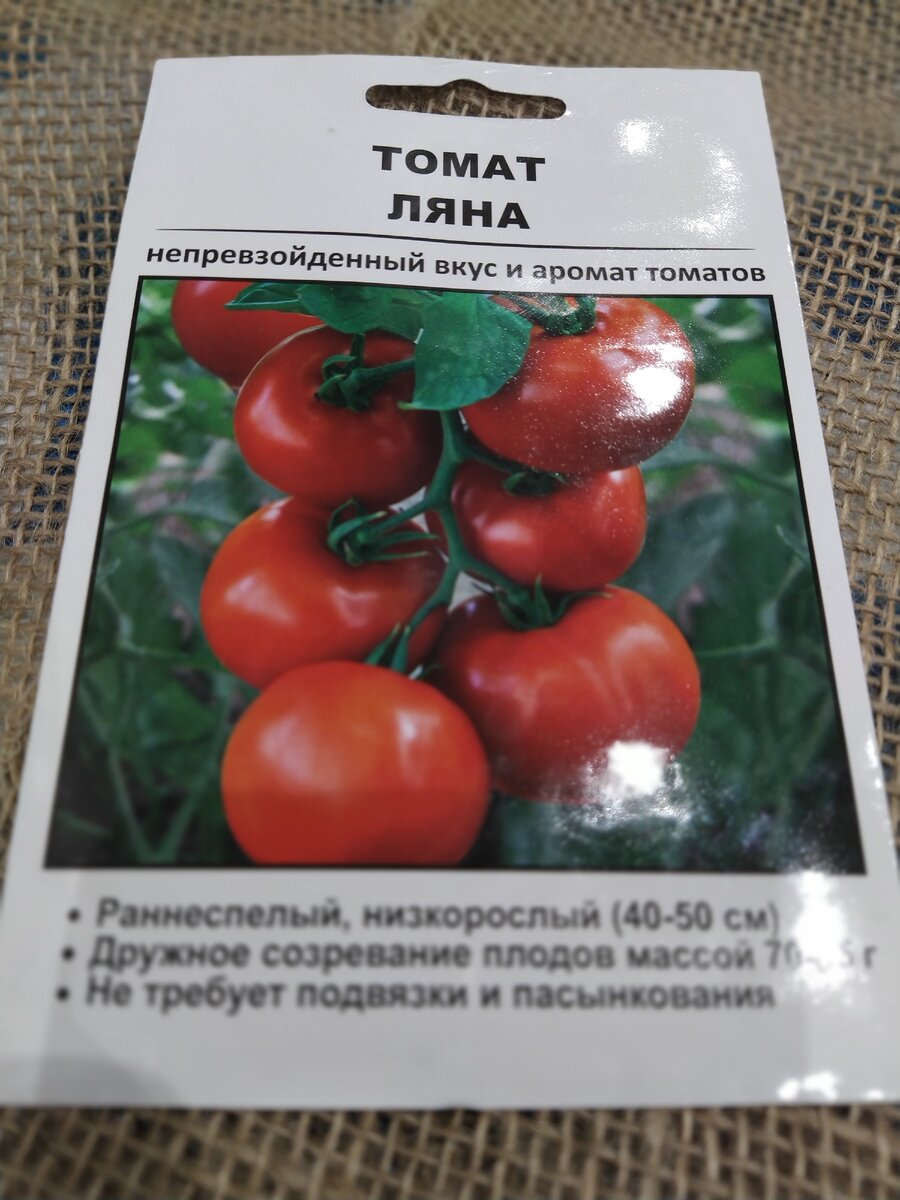 ТОМАТ
ЛЯНА
непревзойденный вкус и аромат томатов
• Раннеспелый, низкорослый (40-50 см)
• Дружное созревание плодов массой г
• Не требует подвязки и пасынкования